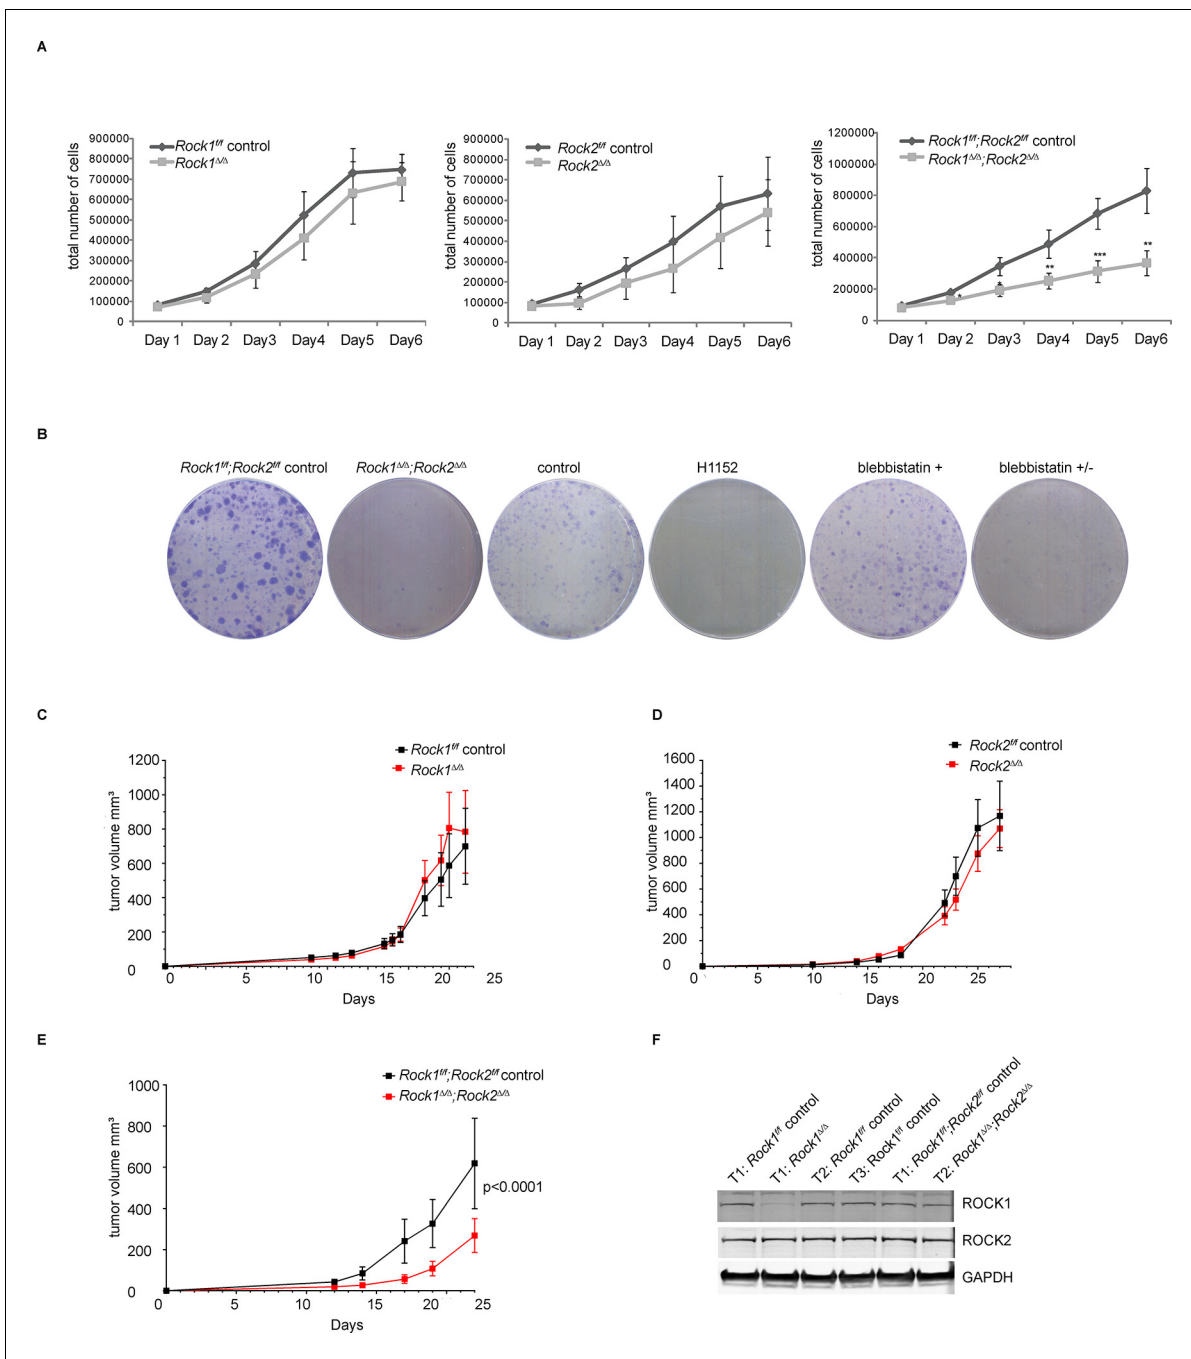 A
total number of cells
900000
800000
700000
600000
500000
400000
300000
200000
100000
0
Rock1f/f control
Rock1Δ/Δ
Day 1 Day 2 Day3 Day4 Day5 Day6
total number of cells
900000
800000
700000
600000
500000
400000
300000
200000
100000
0
Rock2f/f control
Rock2Δ/Δ
Day 1 Day 2 Day3 Day4 Day5 Day6
total number of cells
1200000
1000000
800000
600000
400000
200000
0
Rock1f/f;Rock2f/f control
Rock1Δ/Δ;Rock2Δ/Δ
* * ** *** **
Day 1 Day 2 Day3 Day4 Day5 Day6
B
Rock1f/f;Rock2f/f control Rock1Δ/Δ;Rock2Δ/Δ control H1152 blebbistatin + blebbistatin +/-
C
tumor volume mm³
1200
1000
800
600
400
200
0
Rock1f/f control
Rock1Δ/Δ
0 5 10 15 20 25
Days
D
tumor volume mm³
1600
1400
1200
1000
800
600
400
200
0
Rock2f/f control
Rock2Δ/Δ
0 5 10 15 20 25
Days
E
tumor volume mm³
1000
800
600
400
200
0
Rock1f/f;Rock2f/f control
Rock1Δ/Δ;Rock2Δ/Δ
p<0.0001
0 5 10 15 20 25
Days
F
T1: Rock1f/f control
T1: Rock1Δ/Δ
T2: Rock1f/f control
T3: Rock1f/f control
T1: Rock1f/f;Rock2f/f control
T2: Rock1Δ/Δ;Rock2Δ/Δ
ROCK1
ROCK2
GAPDH